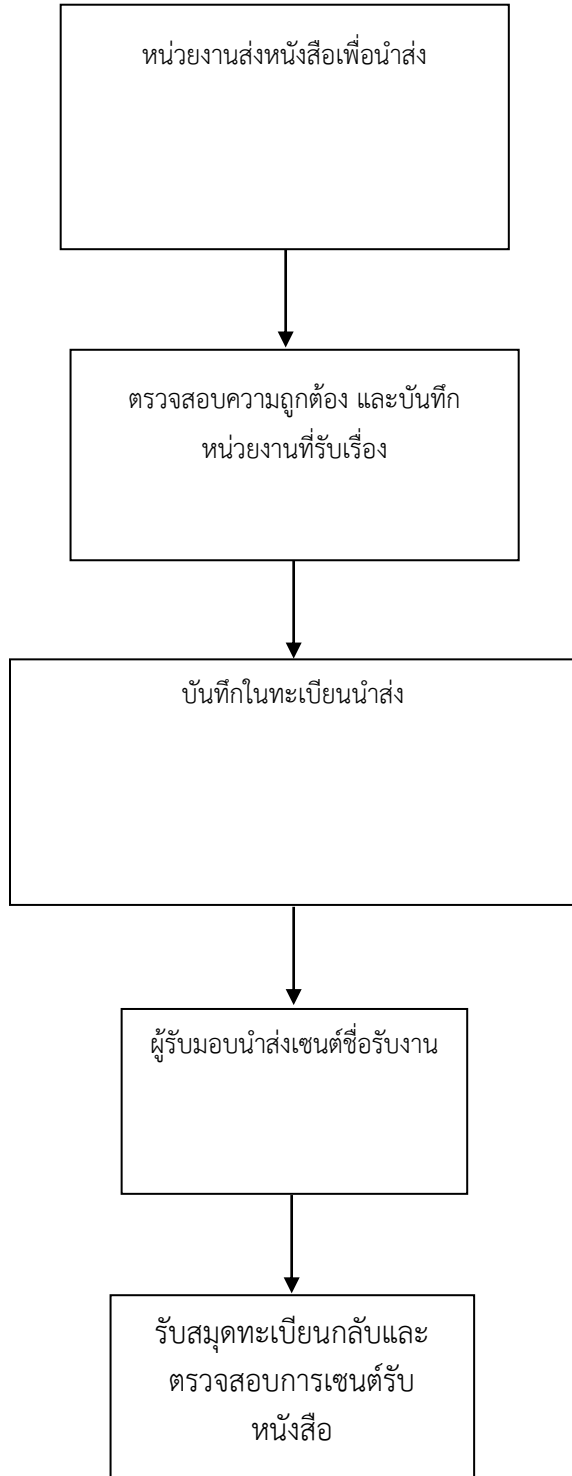 หน่วยงานส่งหนังสือเพื่อนำส่ง
ตรวจสอบความถูกต้อง และบันทึก
หน่วยงานที่รับเรื่อง
บันทึกในทะเบียนนำส่ง
ผู้รับมอบนำส่งเซนต์ชื่อรับงาน
รับสมุดทะเบียนกลับและ
ตรวจสอบการเซนต์รับ
หนังสือ